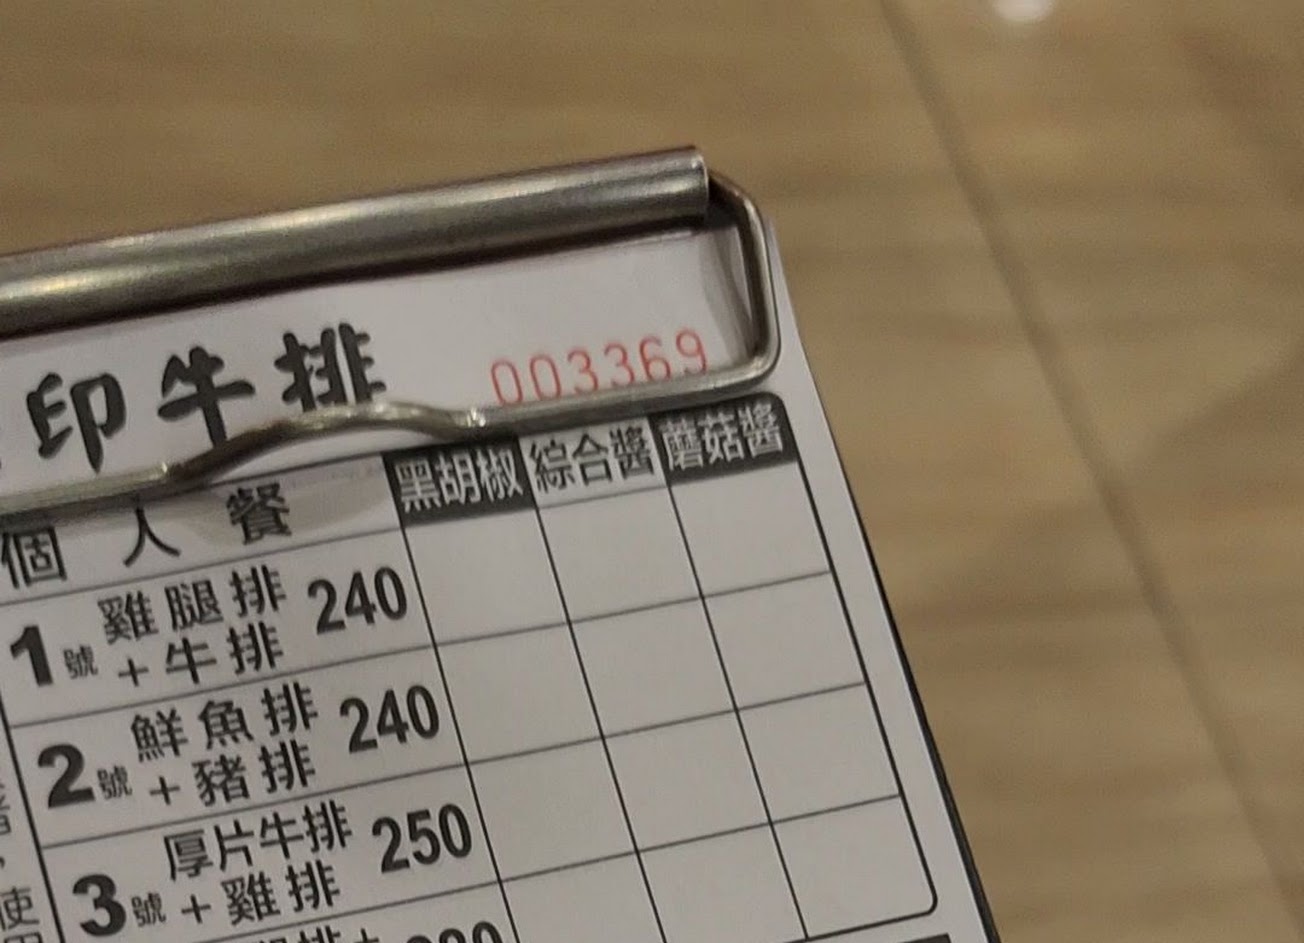 印牛排 003369
個人餐 黑胡椒 綜合醬 蘑菇醬
1號 雞腿排+牛排 240
2號 鮮魚排+豬排 240
3號 厚片牛排+雞排 250
使